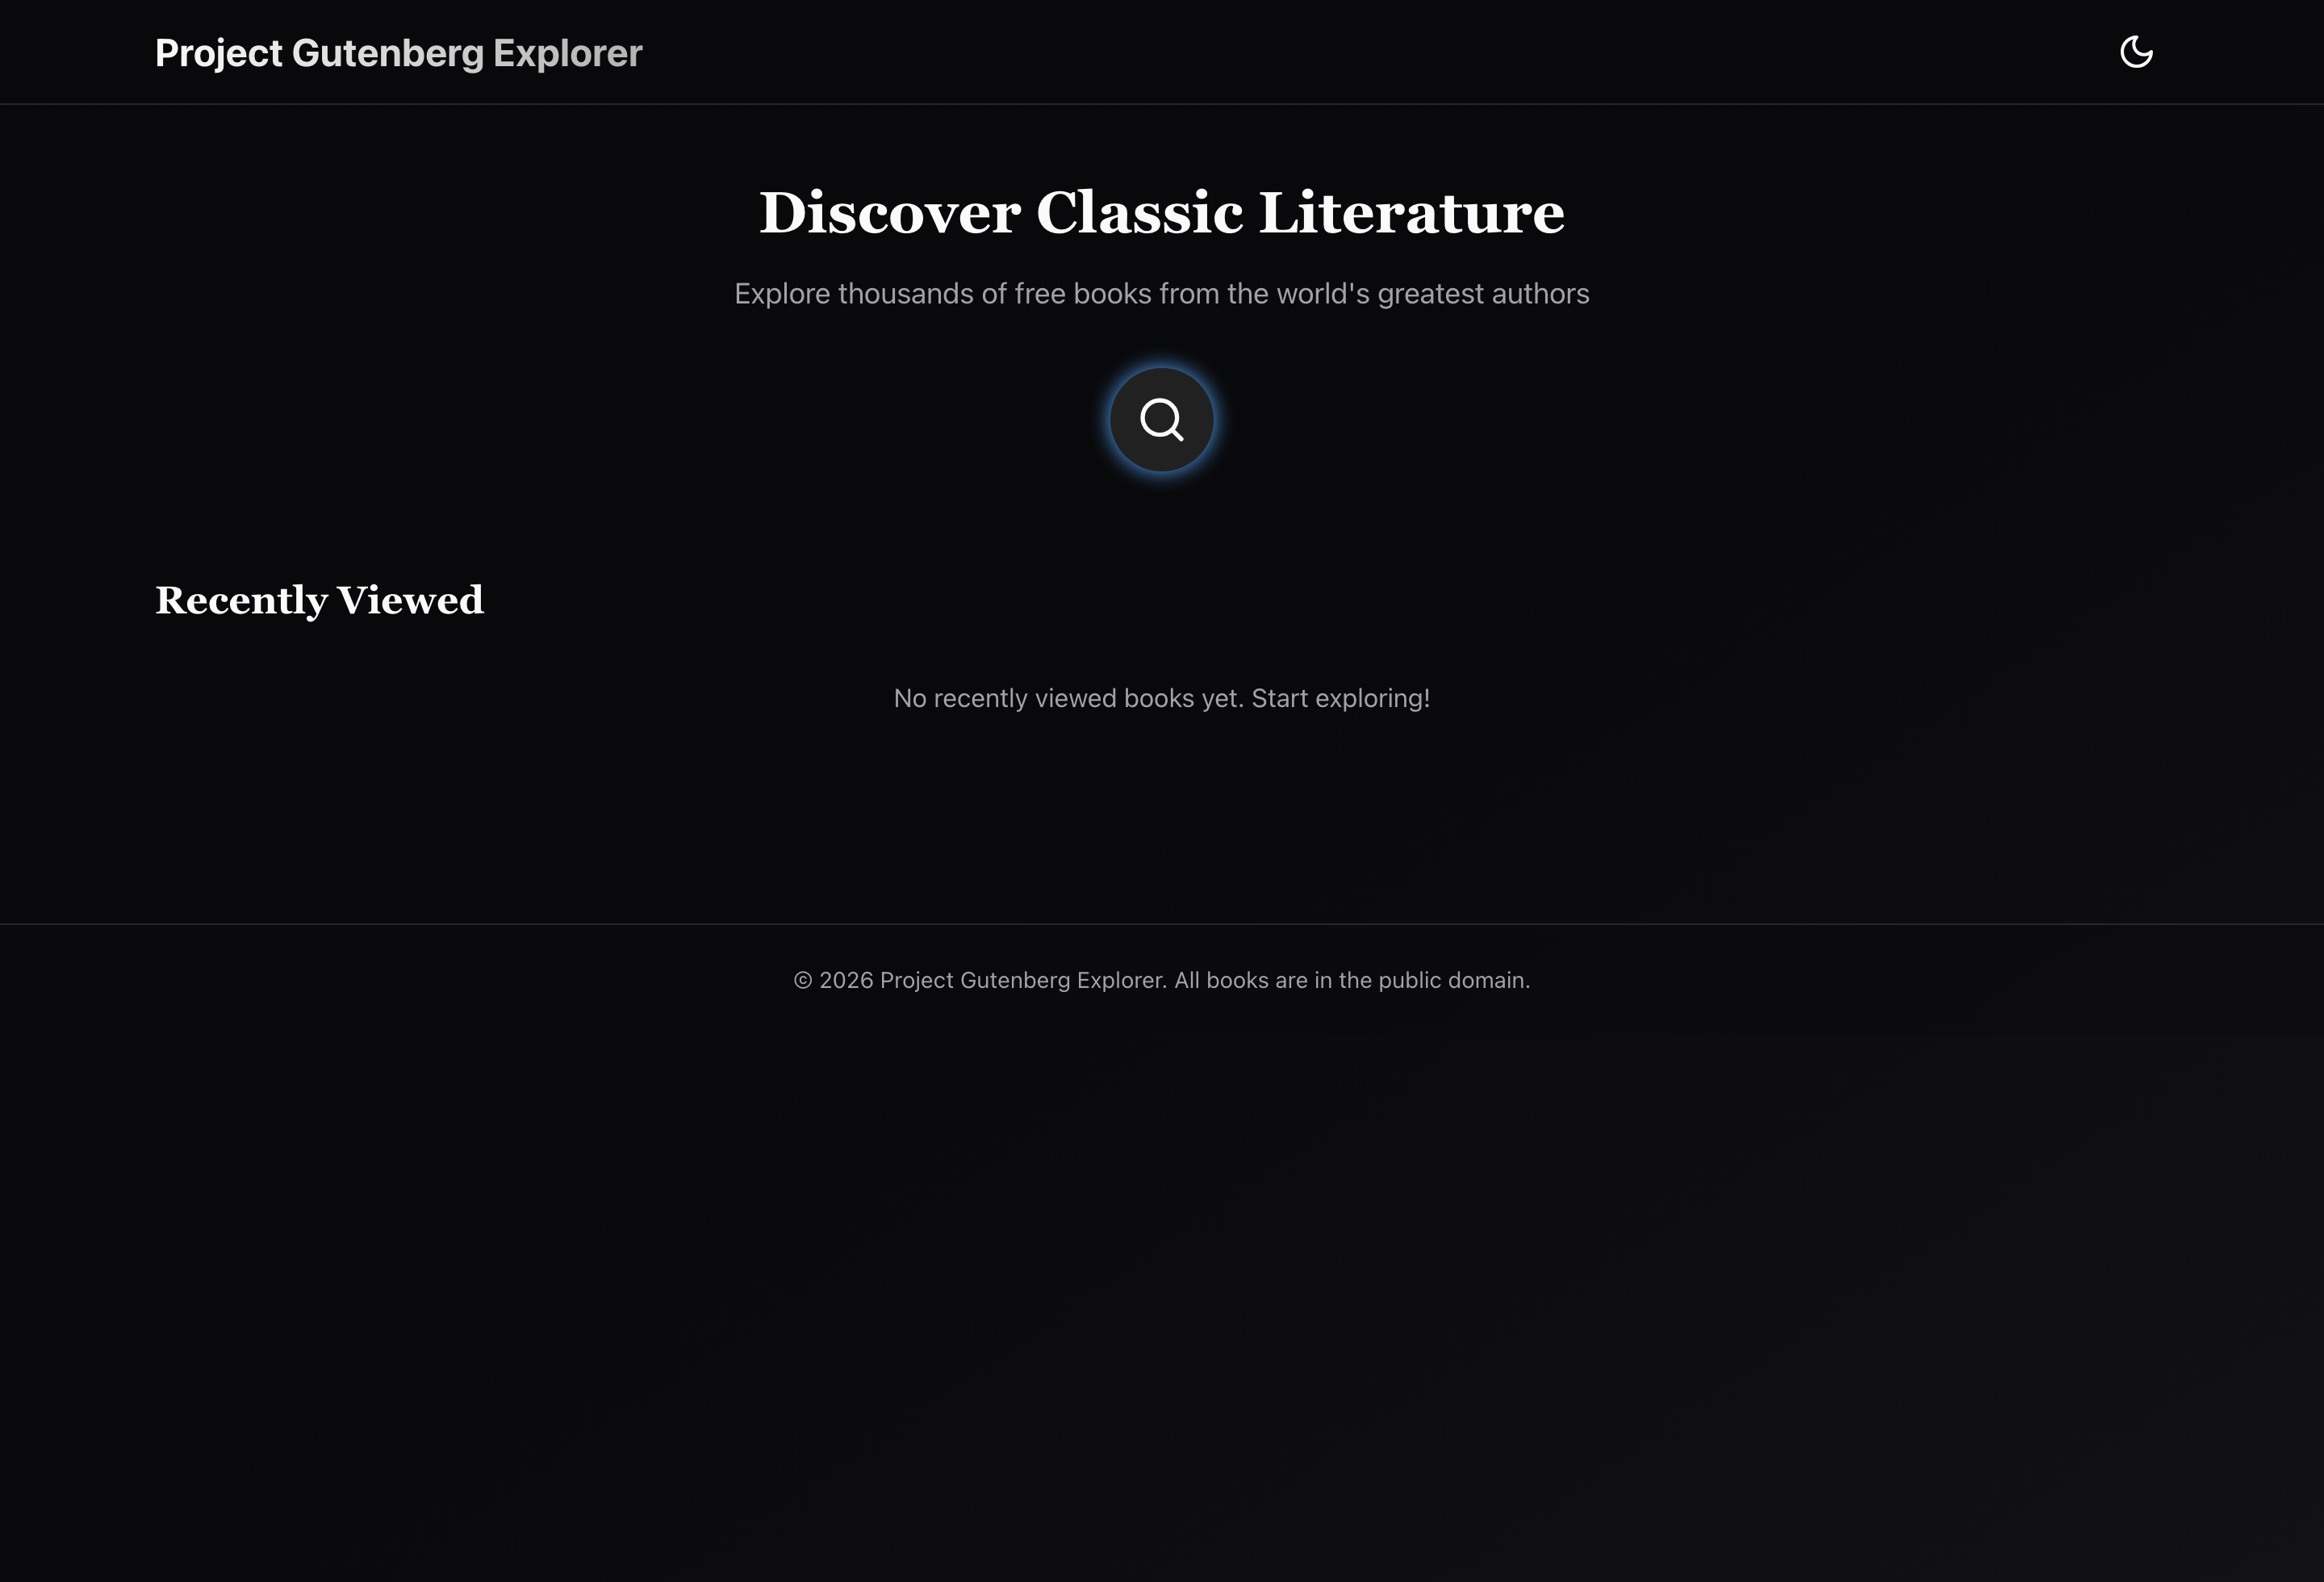 Project Gutenberg Explorer
Discover Classic Literature
Explore thousands of free books from the world's greatest authors
Recently Viewed
No recently viewed books yet. Start exploring!
© 2026 Project Gutenberg Explorer. All books are in the public domain.